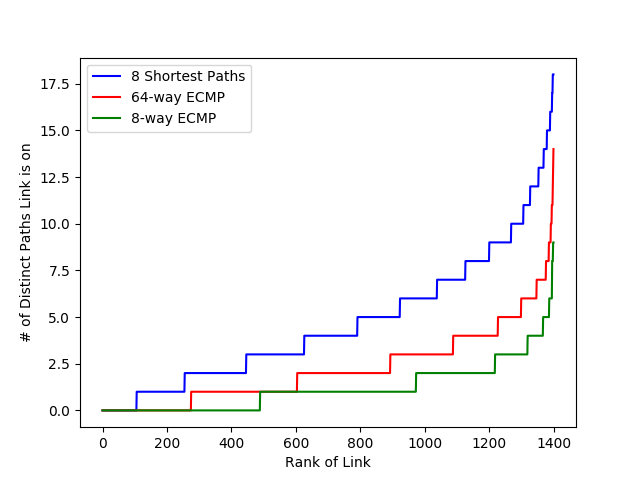 8 Shortest Paths
64-way ECMP
8-way ECMP
17.5
15.0
12.5
10.0
7.5
5.0
2.5
0.0
# of Distinct Paths Link is on
0 200 400 600 800 1000 1200 1400
Rank of Link